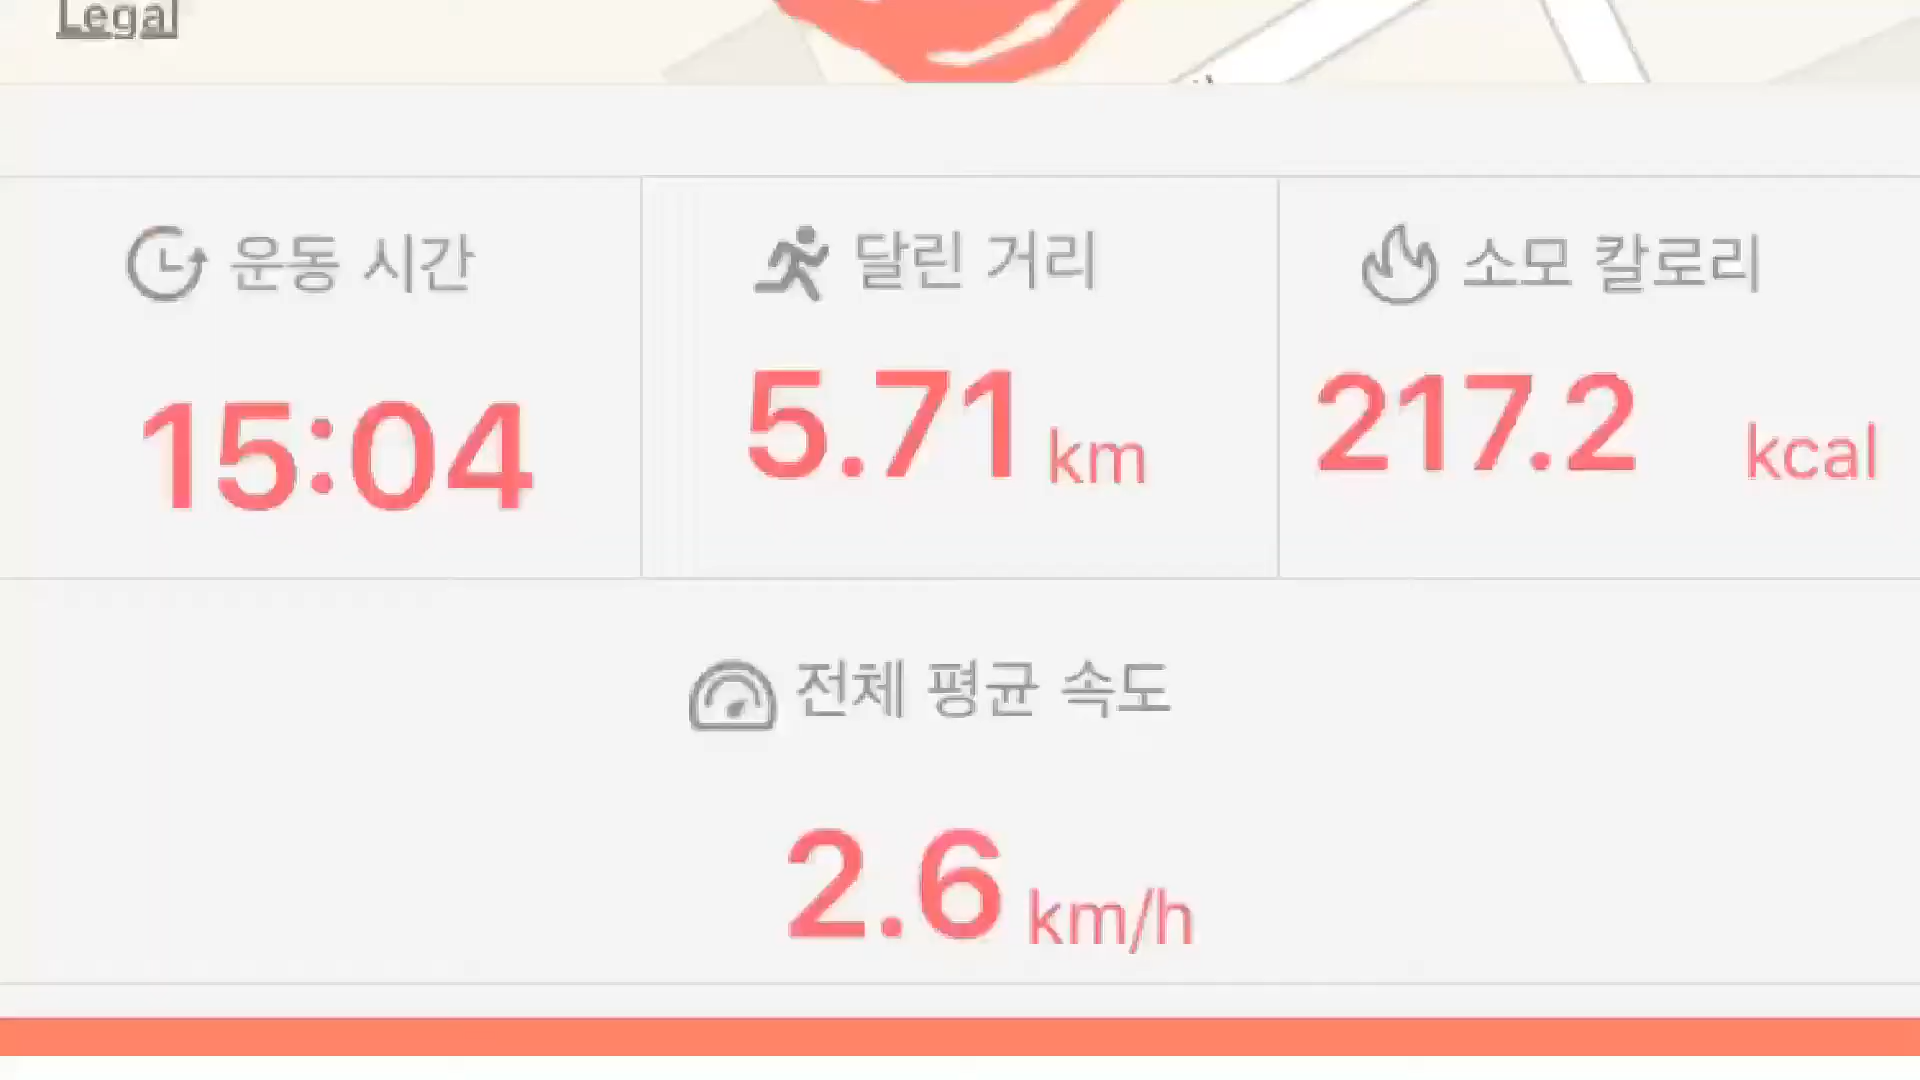 Legal
운동 시간
달린 거리
소모 칼로리
15:04
5.71 km
217.2 kcal
전체 평균 속도
2.6 km/h